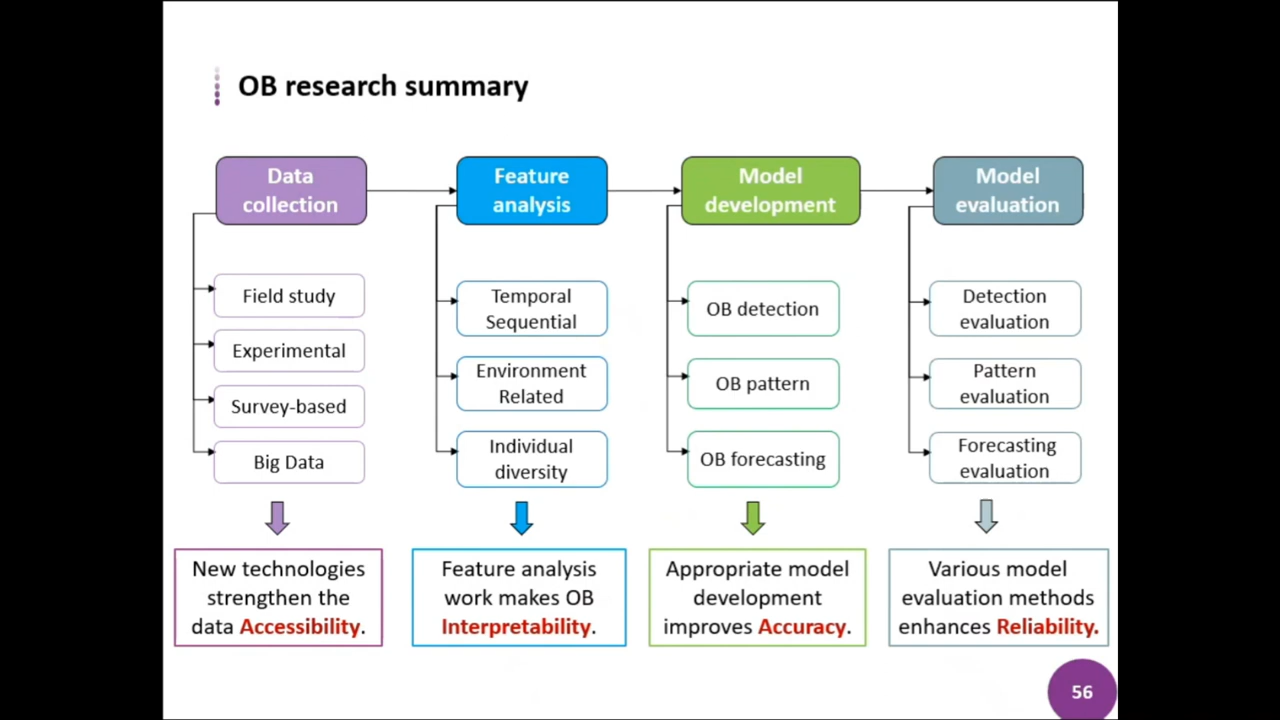 OB research summary
Data
collection
Feature
analysis
Model
development
Model
evaluation
Field study
Experimental
Survey-based
Big Data
Temporal
Sequential
Environment
Related
Individual
diversity
OB detection
OB pattern
OB forecasting
Detection
evaluation
Pattern
evaluation
Forecasting
evaluation
New technologies
strengthen the
data Accessibility.
Feature analysis
work makes OB
Interpretability.
Appropriate model
development
improves Accuracy.
Various model
evaluation methods
enhances Reliability.
56